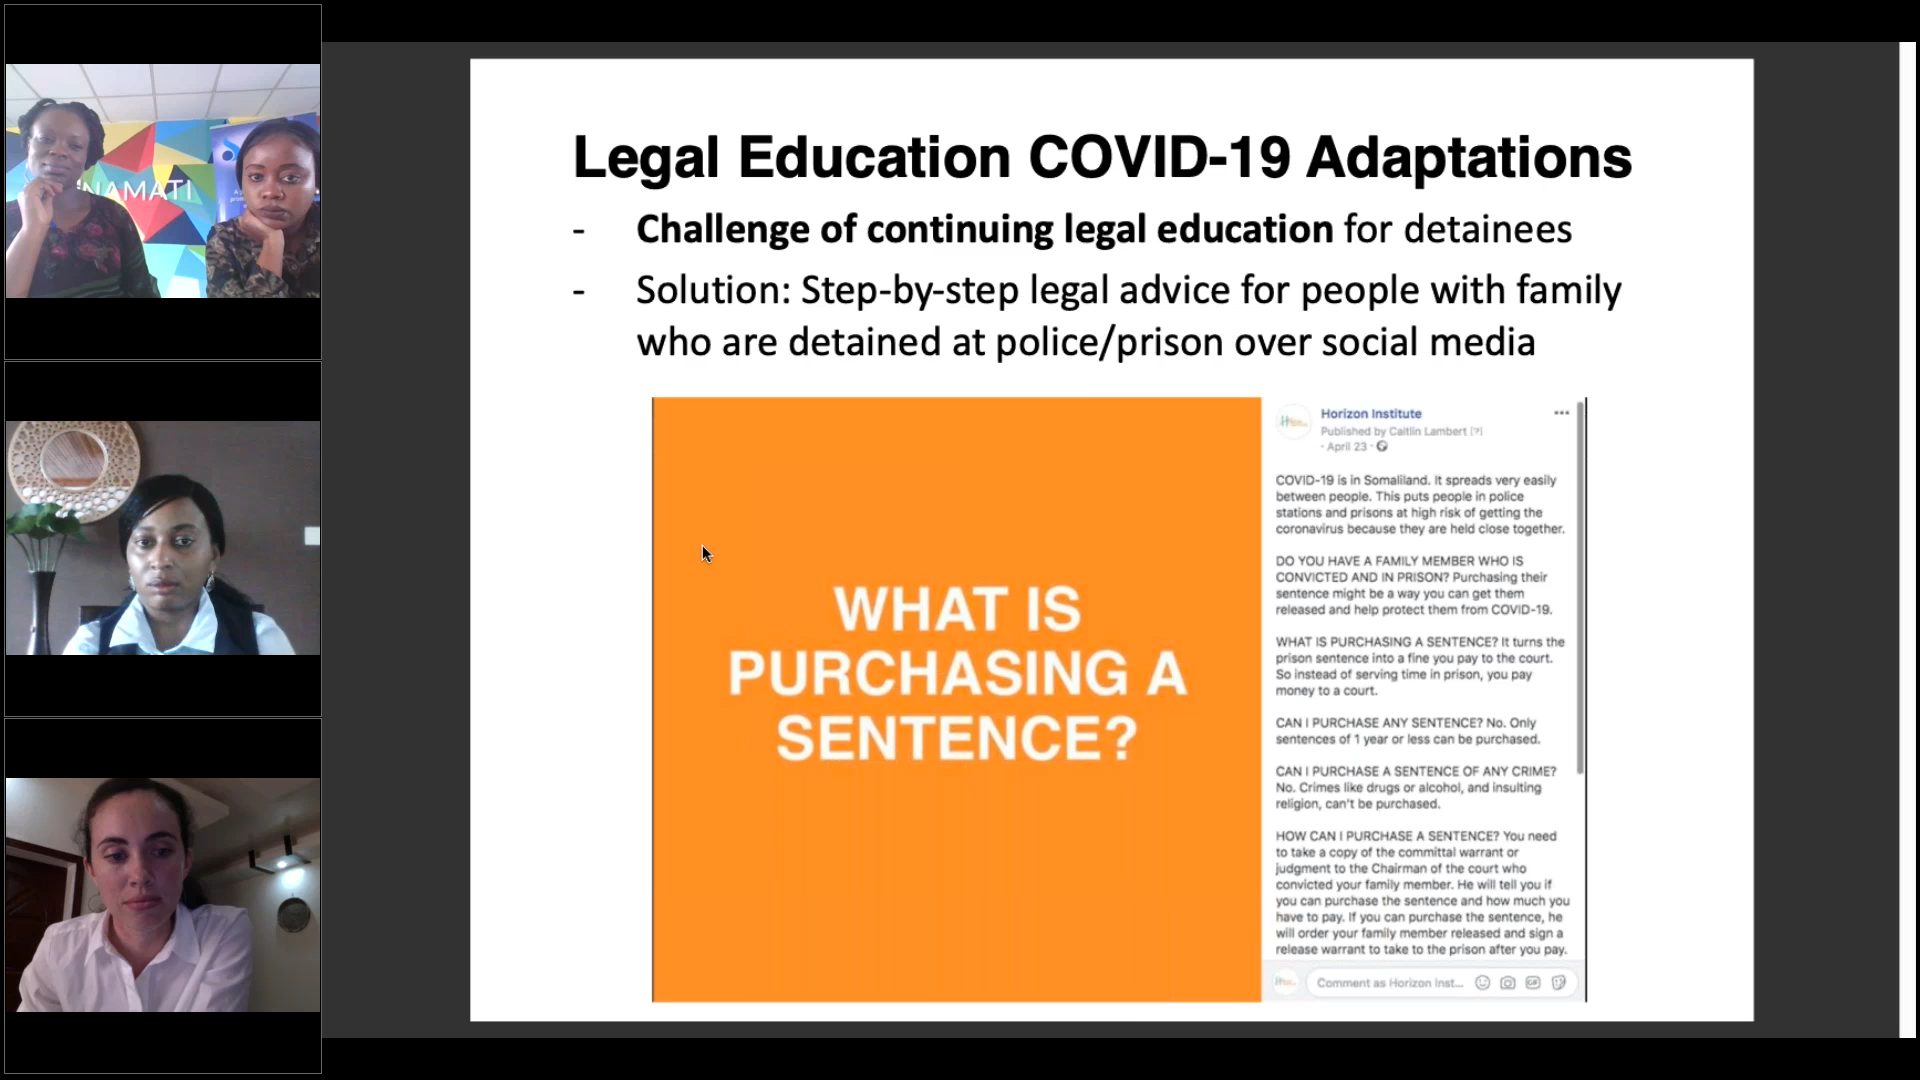 NAMATI
Legal Education COVID-19 Adaptations
- Challenge of continuing legal education for detainees
- Solution: Step-by-step legal advice for people with family
who are detained at police/prison over social media
WHAT IS
PURCHASING A
SENTENCE?
Horizon Institute
Published by Caitlin Lambert [?]
· April 23 ·
COVID-19 is in Somaliland. It spreads very easily
between people. This puts people in police
stations and prisons at high risk of getting the
coronavirus because they are held close together.
DO YOU HAVE A FAMILY MEMBER WHO IS
CONVICTED AND IN PRISON? Purchasing their
sentence might be a way you can get them
released and help protect them from COVID-19.
WHAT IS PURCHASING A SENTENCE? It turns the
prison sentence into a fine you pay to the court.
So instead of serving time in prison, you pay
money to a court.
CAN I PURCHASE ANY SENTENCE? No. Only
sentences of 1 year or less can be purchased.
CAN I PURCHASE A SENTENCE OF ANY CRIME?
No. Crimes like drugs or alcohol, and insulting
religion, can't be purchased.
HOW CAN I PURCHASE A SENTENCE? You need
to take a copy of the committal warrant or
judgment to the Chairman of the court who
convicted your family member. He will tell you if
you can purchase the sentence and how much you
have to pay. If you can purchase the sentence, he
will order your family member released and sign a
release warrant to take to the prison after you pay.
Comment as Horizon Inst...